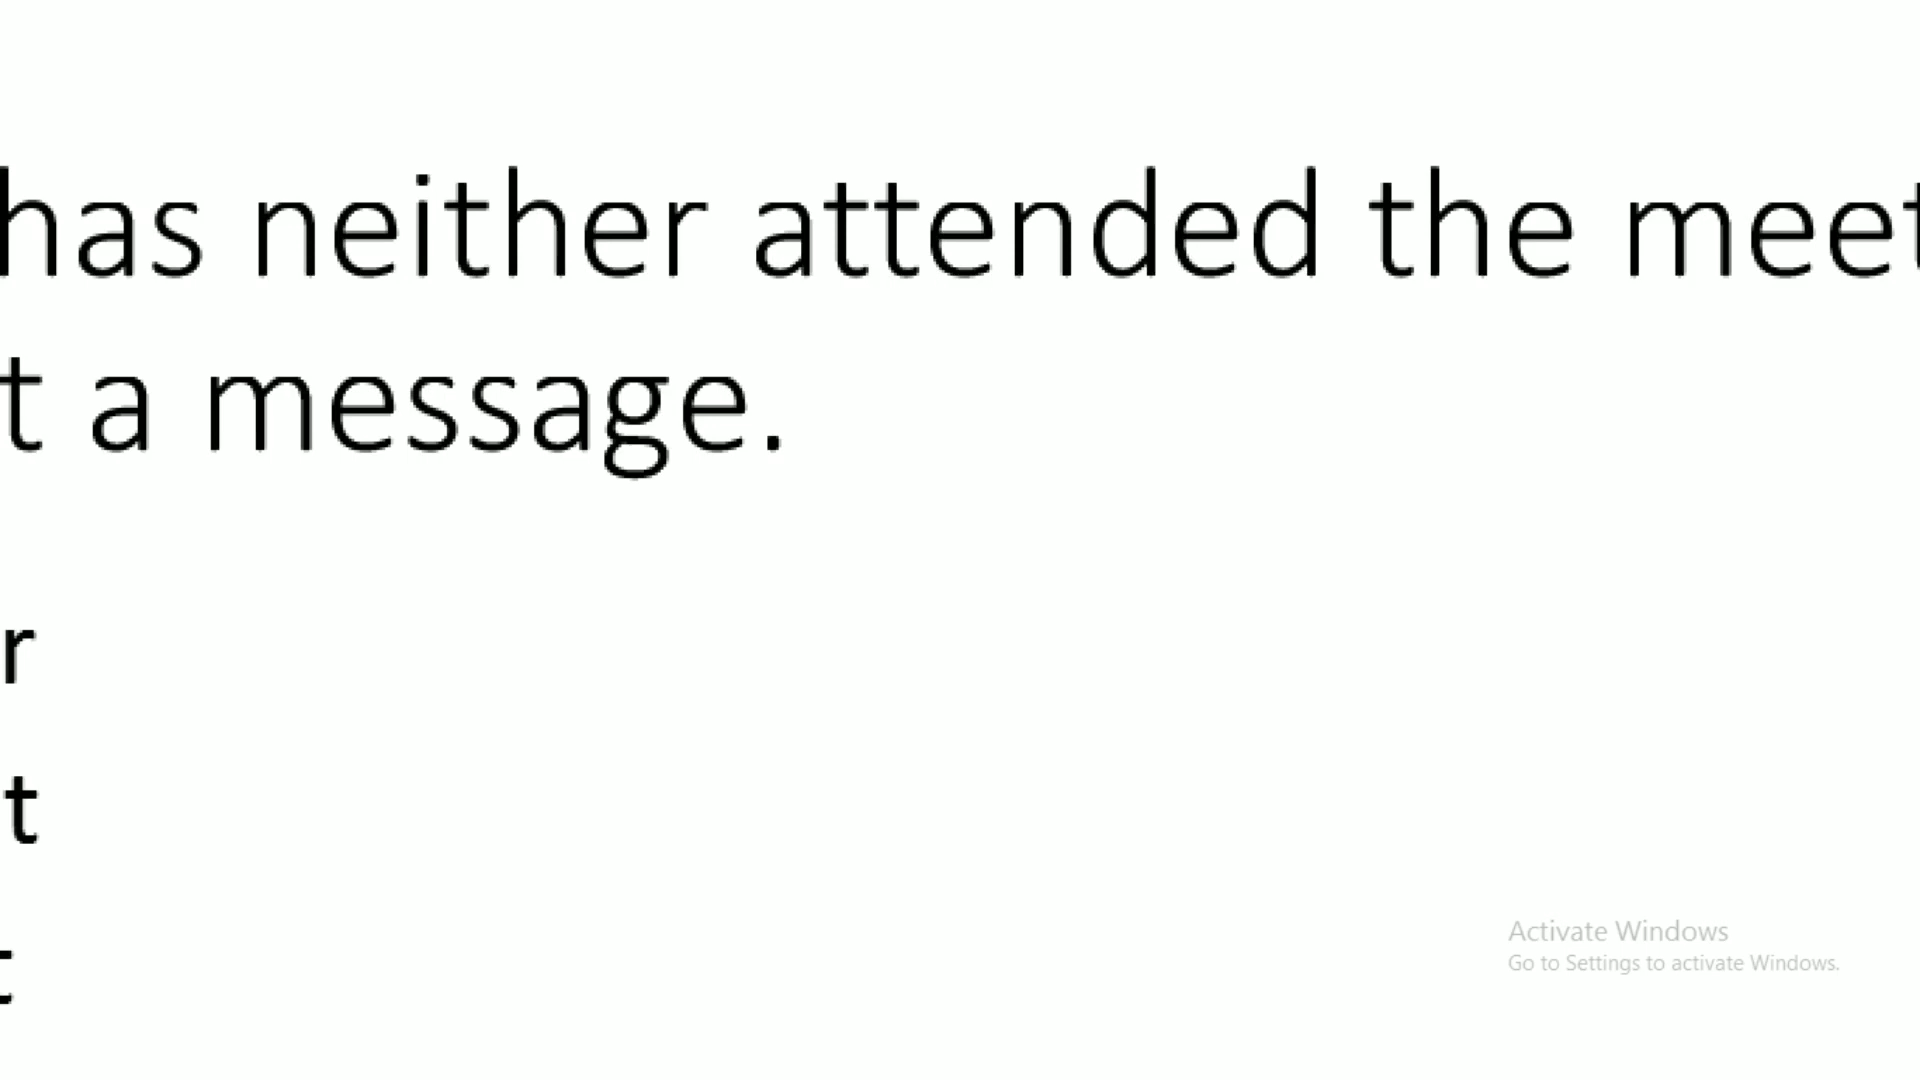 has neither attended the meet
t a message.
r
t
t
Activate Windows
Go to Settings to activate Windows.